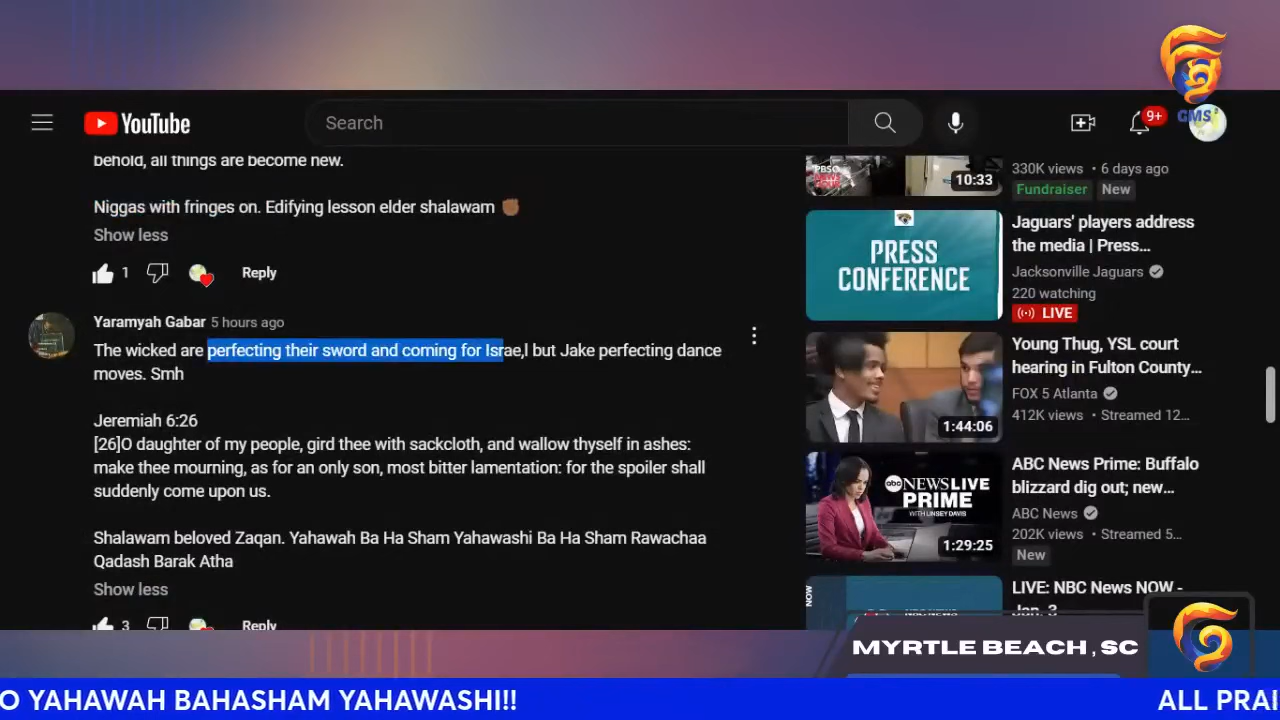 GMS
YouTube
Search
9+
behold, all things are become new.
Niggas with fringes on. Edifying lesson elder shalawam
Show less
1
Reply
Yaramyah Gabar 5 hours ago
The wicked are perfecting their sword and coming for Israe,l but Jake perfecting dance
moves. Smh
Jeremiah 6:26
[26]O daughter of my people, gird thee with sackcloth, and wallow thyself in ashes:
make thee mourning, as for an only son, most bitter lamentation: for the spoiler shall
suddenly come upon us.
Shalawam beloved Zaqan. Yahawah Ba Ha Sham Yahawashi Ba Ha Sham Rawachaa
Qadash Barak Atha
Show less
3
Reply
10:33
330K views • 6 days ago
Fundraiser New
PRESS
CONFERENCE
Jaguars' players address
the media | Press...
Jacksonville Jaguars
220 watching
LIVE
1:44:06
Young Thug, YSL court
hearing in Fulton County...
FOX 5 Atlanta
412K views • Streamed 12...
abc NEWS LIVE
PRIME
WITH LINSEY DAVIS
1:29:25
ABC News Prime: Buffalo
blizzard dig out; new...
ABC News
202K views • Streamed 5...
New
NOW
LIVE: NBC News NOW -
Jan. 3
MYRTLE BEACH , SC
O YAHAWAH BAHASHAM YAHAWASHI!!
ALL PRAI